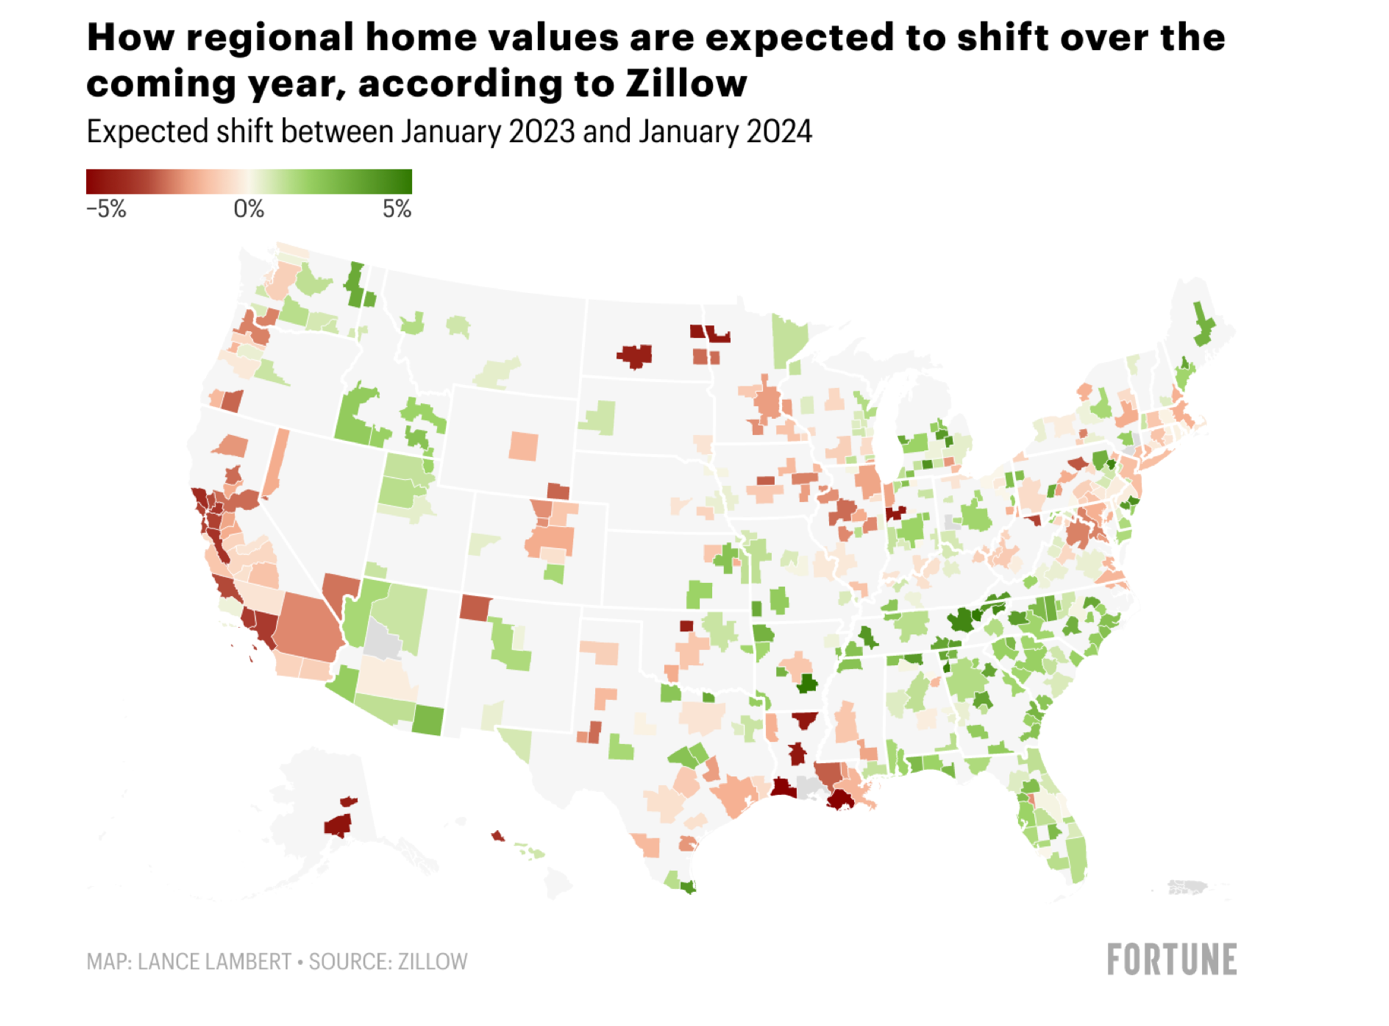 How regional home values are expected to shift over the
coming year, according to Zillow
Expected shift between January 2023 and January 2024
−5% 0% 5%
MAP: LANCE LAMBERT • SOURCE: ZILLOW
FORTUNE